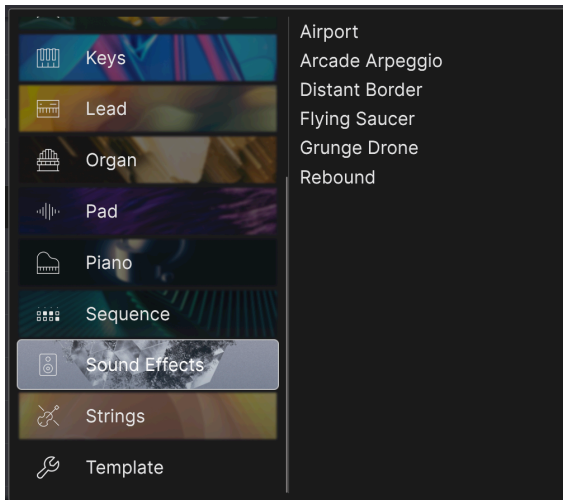 Keys
Lead
Organ
Pad
Piano
Sequence
Sound Effects
Strings
Template
Airport
Arcade Arpeggio
Distant Border
Flying Saucer
Grunge Drone
Rebound